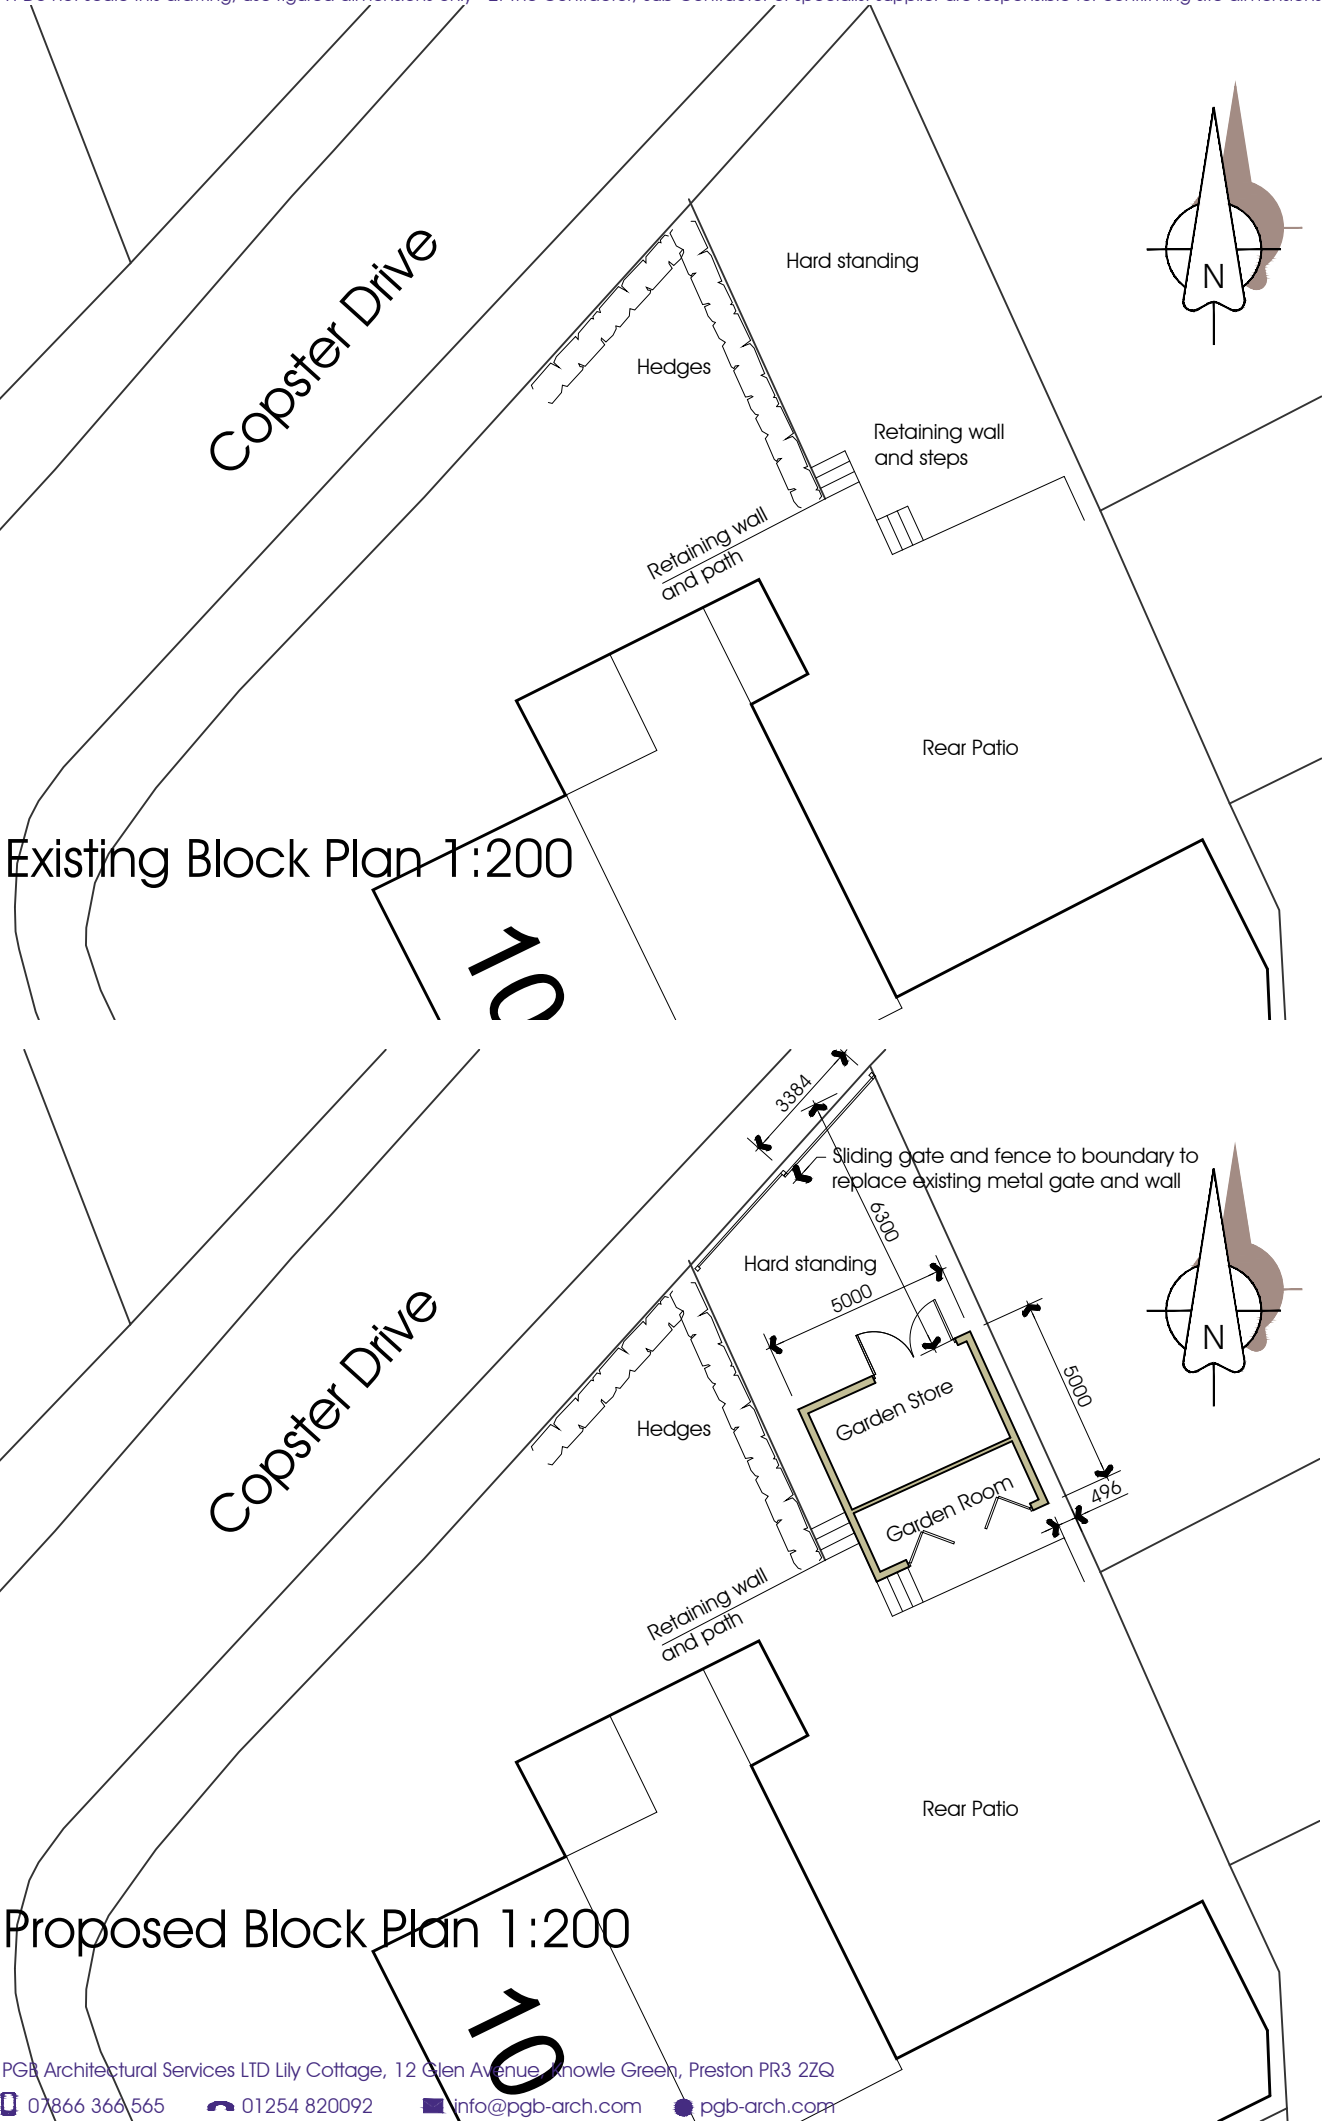 Copster Drive
Hard standing
Hedges
Retaining wall
and steps
Retaining wall
and path
Rear Patio
N
Existing Block Plan 1:200
10
3384
Sliding gate and fence to boundary to
replace existing metal gate and wall
6300
Hard standing
5000
5000
Garden Store
Garden Room
496
Copster Drive
Hedges
Retaining wall
and path
Rear Patio
N
Proposed Block Plan 1:200
10
PGB Architectural Services LTD Lily Cottage, 12 Glen Avenue, Knowle Green, Preston PR3 2ZQ
07866 366 565 01254 820092 info@pgb-arch.com pgb-arch.com